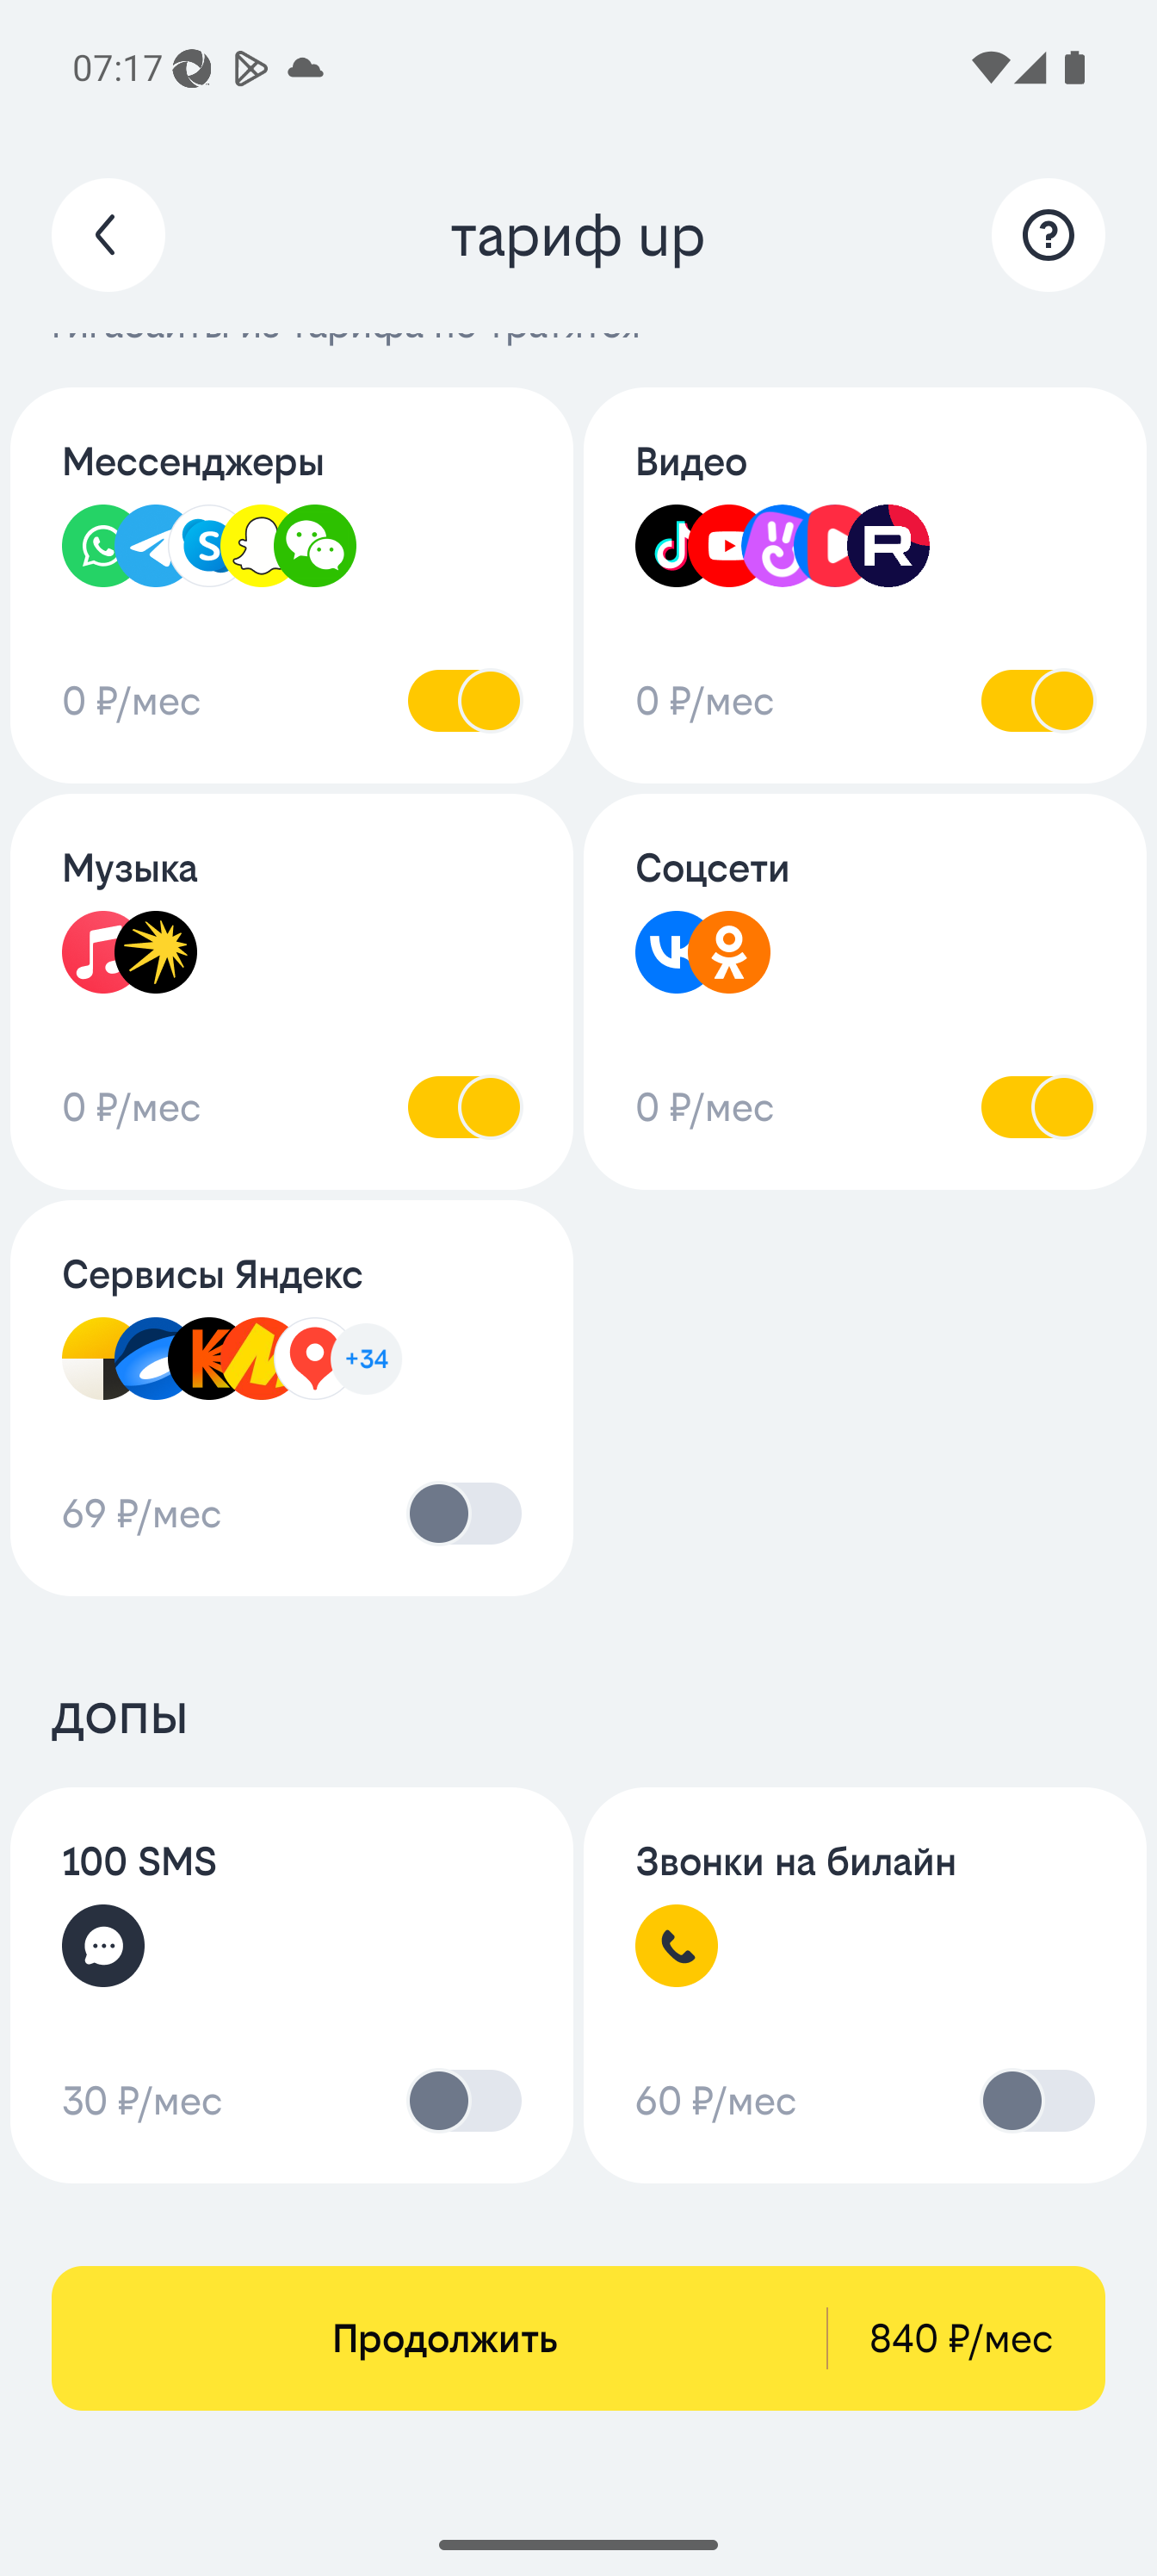 07:17
тариф up
Мессенджеры
Видео
0 ₽/мес
0 ₽/мес
Музыка
Соцсети
0 ₽/мес
0 ₽/мес
Сервисы Яндекс
+34
69 ₽/мес
допы
100 SMS
Звонки на билайн
30 ₽/мес
60 ₽/мес
Продолжить
840 ₽/мес